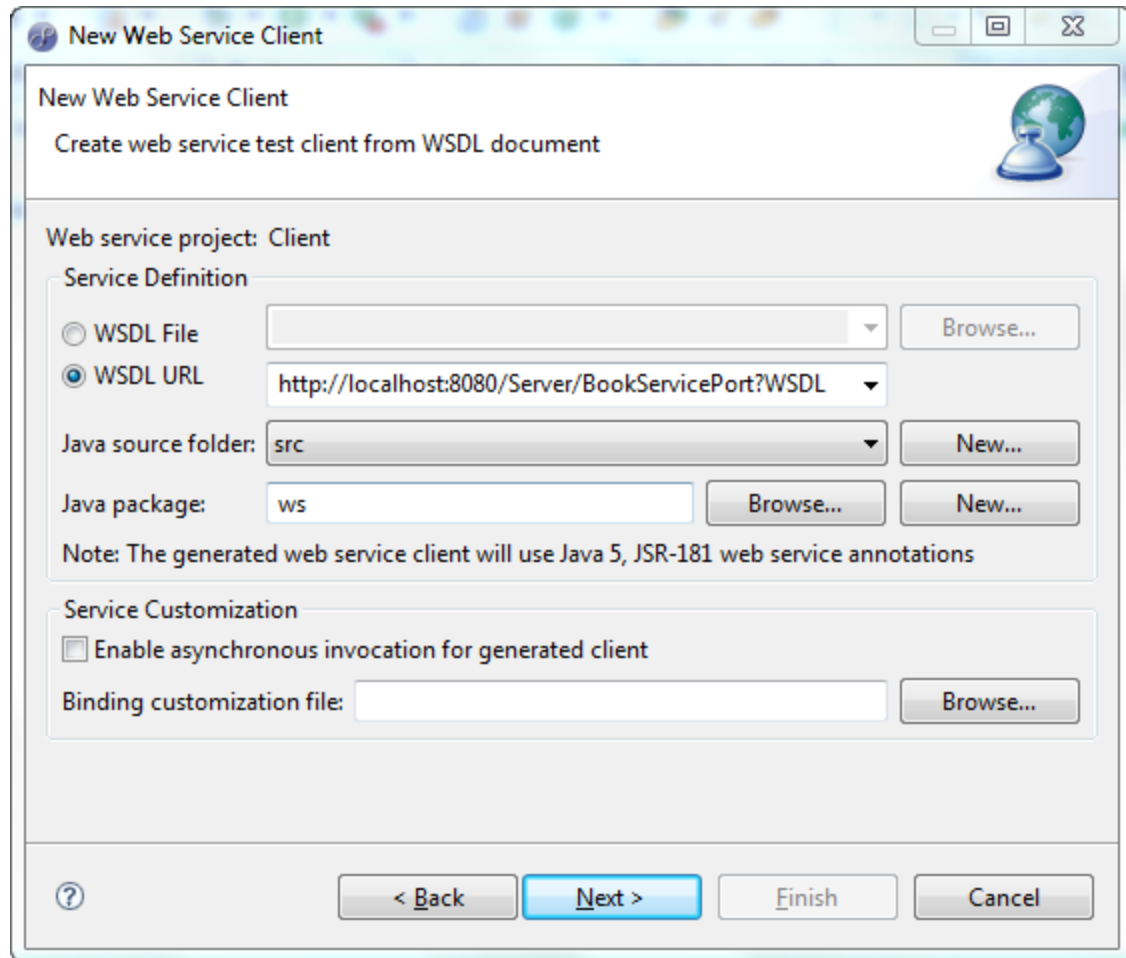 New Web Service Client
New Web Service Client
Create web service test client from WSDL document
Web service project: Client
Service Definition
WSDL File
Browse...
WSDL URL
http://localhost:8080/Server/BookServicePort?WSDL
Java source folder: src New...
Java package: ws Browse... New...
Note: The generated web service client will use Java 5, JSR-181 web service annotations
Service Customization
Enable asynchronous invocation for generated client
Binding customization file: Browse...
? < Back Next > Finish Cancel